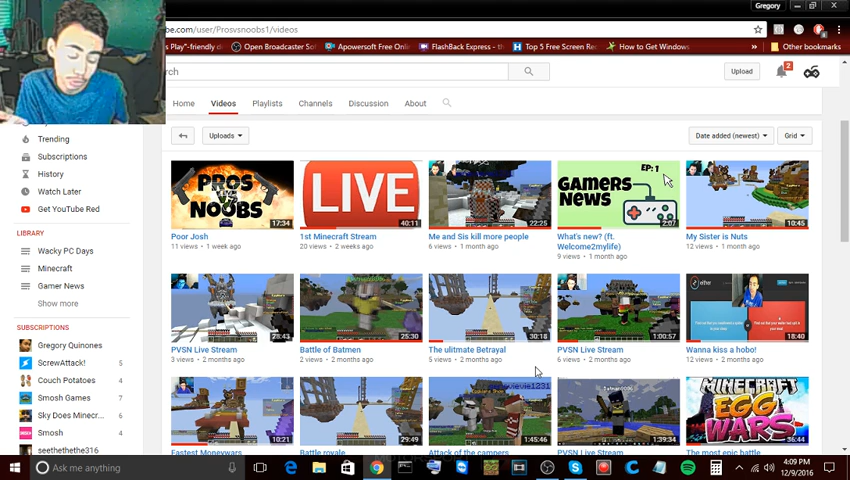 Gregory
be.com/user/Prosvsnoobs1/videos
s Play"-friendly di
Open Broadcaster So
Apowersoft Free Onl
FlashBack Express - th
Top 5 Free Screen Re
How to Get Windows
Other bookmarks
rch
Upload
2
Home
Videos
Playlists
Channels
Discussion
About
Trending
Subscriptions
History
Watch Later
Get YouTube Red
LIBRARY
Wacky PC Days
Minecraft
Gamer News
Show more
SUBSCRIPTIONS
Gregory Quinones
ScrewAttack! 5
Couch Potatoes 4
Smosh Games 7
Sky Does Minecr... 6
Smosh 4
seethethethe316
Uploads
Date added (newest)
Grid
PROS
VS
NOOBS
17:34
LIVE
40:11
22:25
EP: 1
GAMERS
NEWS
2:07
10:45
Poor Josh
11 views · 1 week ago
1st Minecraft Stream
20 views · 2 weeks ago
Me and Sis kill more people
6 views · 1 month ago
What's new? (ft.
Welcome2mylife)
9 views · 1 month ago
My Sister is Nuts
12 views · 1 month ago
28:43
25:30
30:18
1:00:57
ether
18:40
PVSN Live Stream
3 views · 2 months ago
Battle of Batmen
2 views · 2 months ago
The ulitmate Betrayal
5 views · 2 months ago
PVSN Live Stream
6 views · 2 months ago
Wanna kiss a hobo!
12 views · 2 months ago
10:21
29:49
1:45:46
1:39:34
MINECRAFT
EGG
WARS
36:44
Fastest Moneywars
Battle royale
Attack of the campers
PVSN Live Stream
The most epic
Ask me anything
4:09 PM
12/9/2016